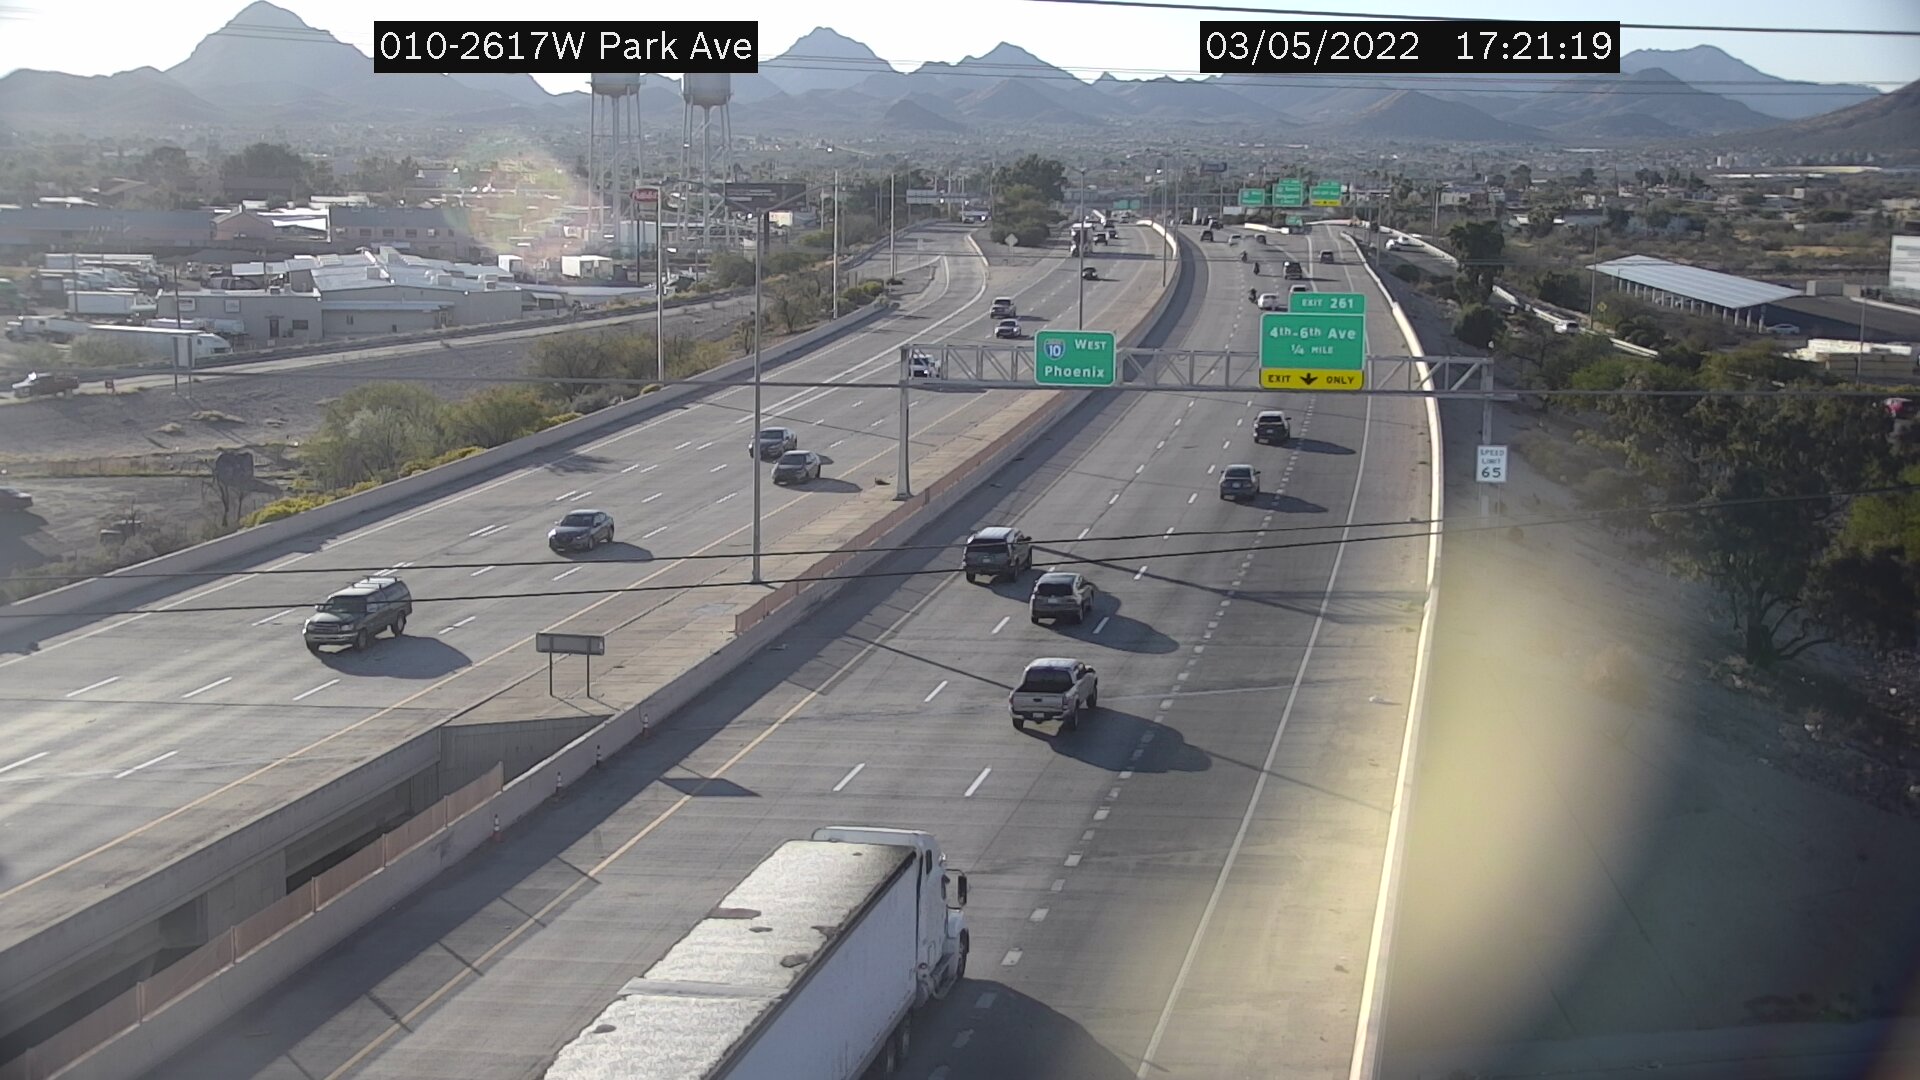 010-2617W Park Ave
03/05/2022 17:21:19
EXIT 261
4th-6th Ave
1/4 MILE
EXIT ONLY
10 WEST
Phoenix
SPEED
LIMIT
65